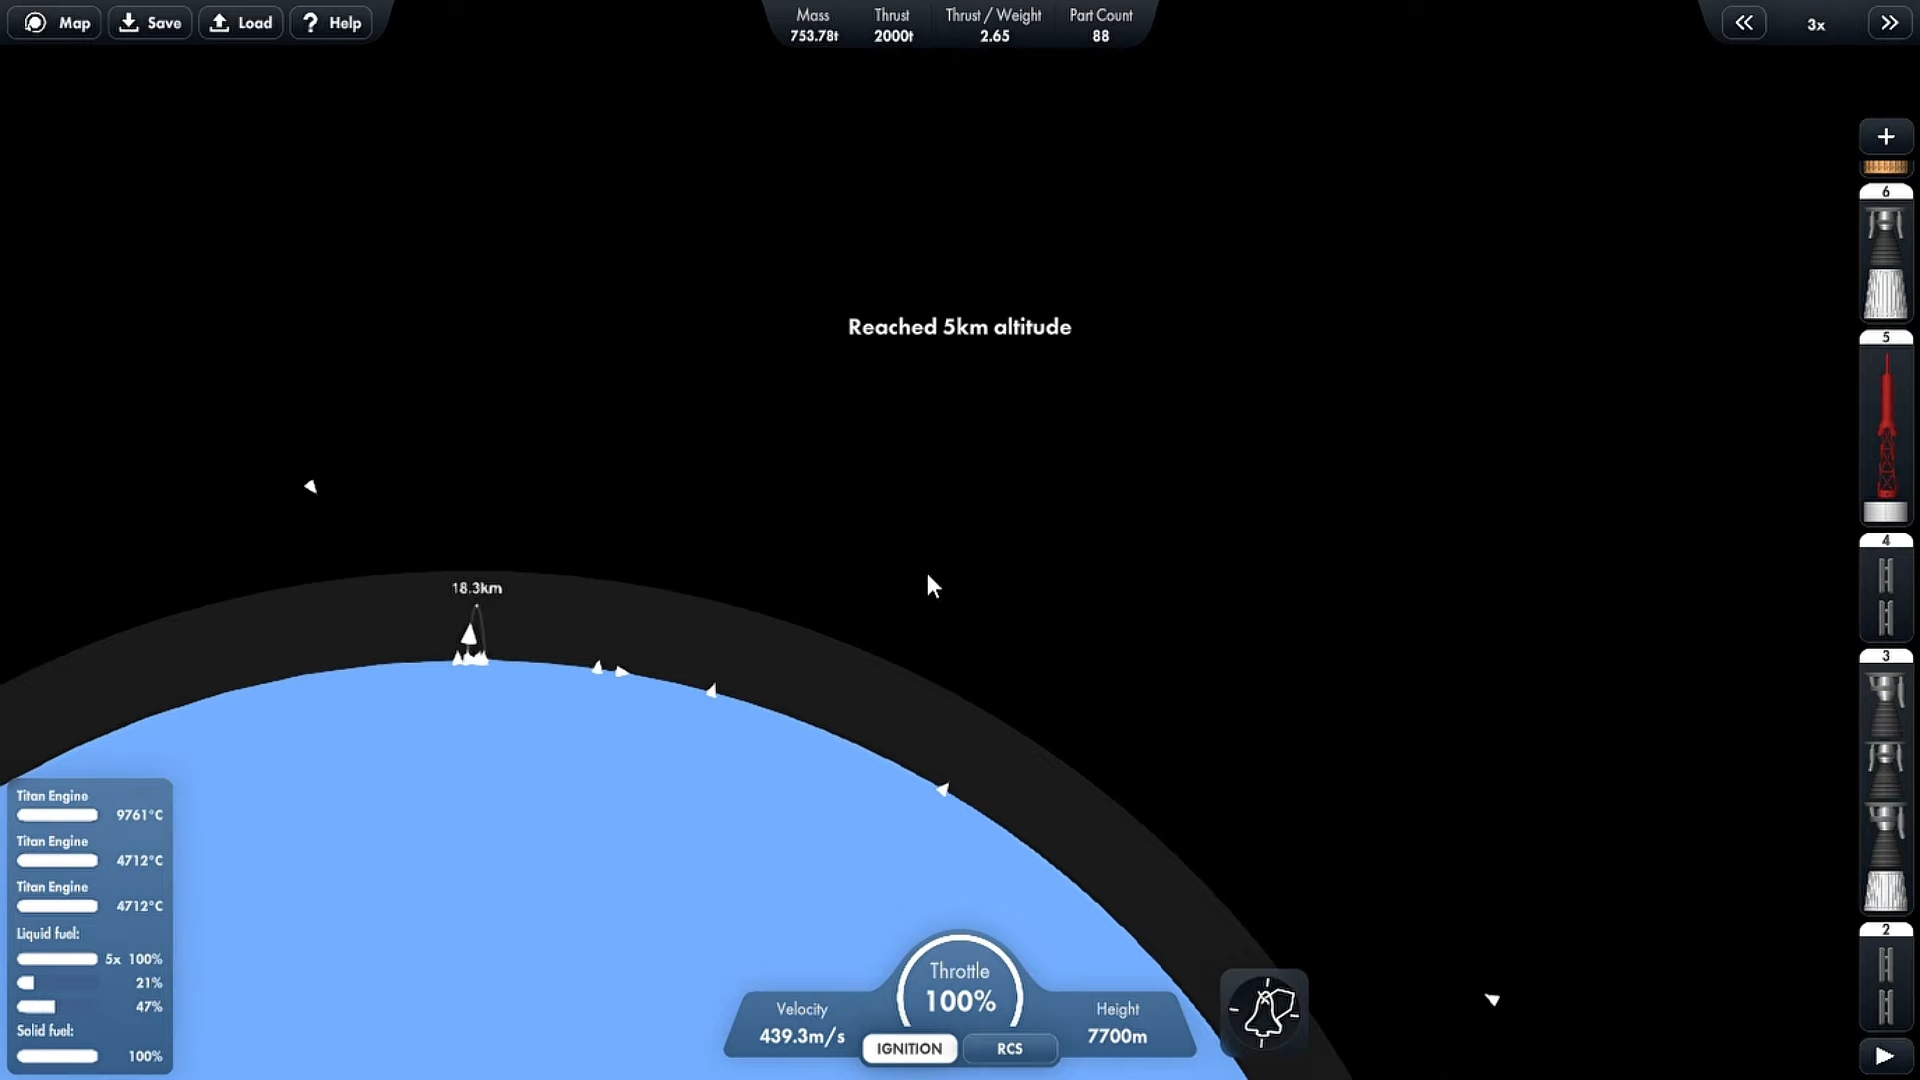 Map
Save
Load
Help
Mass
753.78t
Thrust
2000t
Thrust / Weight
2.65
Part Count
88
3x
Reached 5km altitude
18.3km
6
5
4
3
2
Titan Engine
9761°C
Titan Engine
4712°C
Titan Engine
4712°C
Liquid fuel:
5x 100%
21%
47%
Solid fuel:
100%
Throttle
100%
Velocity
439.3m/s
Height
7700m
IGNITION
RCS